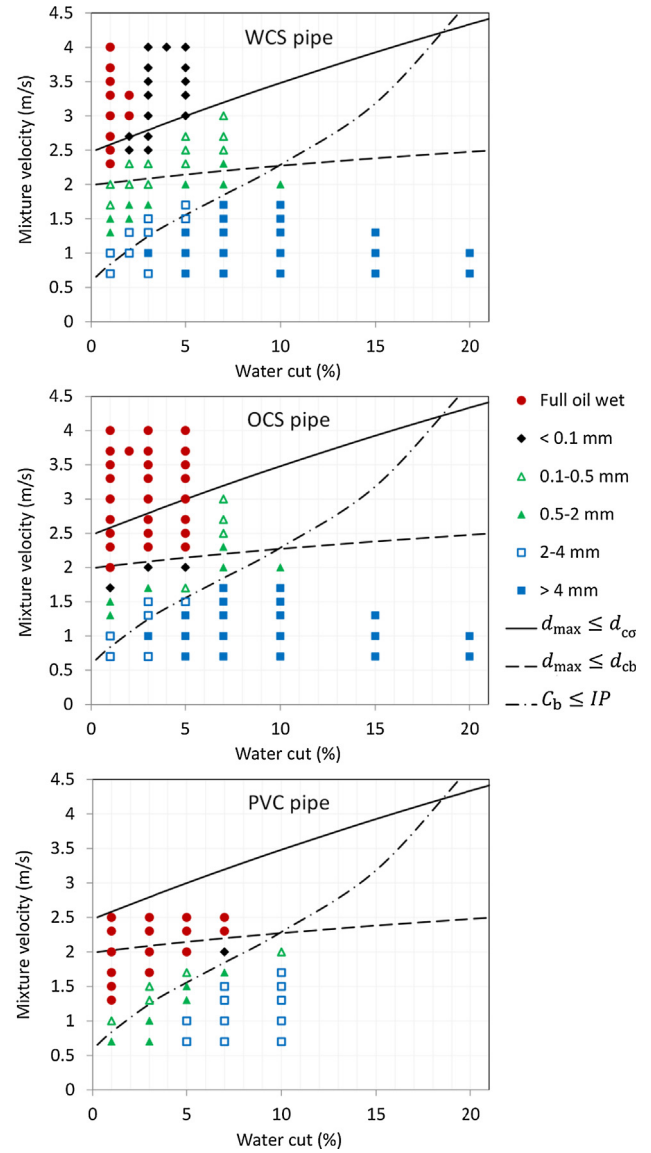 WCS pipe
4.5
4
3.5
3
2.5
2
1.5
1
0.5
0
Mixture velocity (m/s)
0 5 10 15 20
Water cut (%)
OCS pipe
4.5
4
3.5
3
2.5
2
1.5
1
0.5
0
Mixture velocity (m/s)
0 5 10 15 20
Water cut (%)
Full oil wet
< 0.1 mm
0.1-0.5 mm
0.5-2 mm
2-4 mm
> 4 mm
d_max ≤ d_cσ
d_max ≤ d_cb
C_b ≤ IP
PVC pipe
4.5
4
3.5
3
2.5
2
1.5
1
0.5
0
Mixture velocity (m/s)
0 5 10 15 20
Water cut (%)